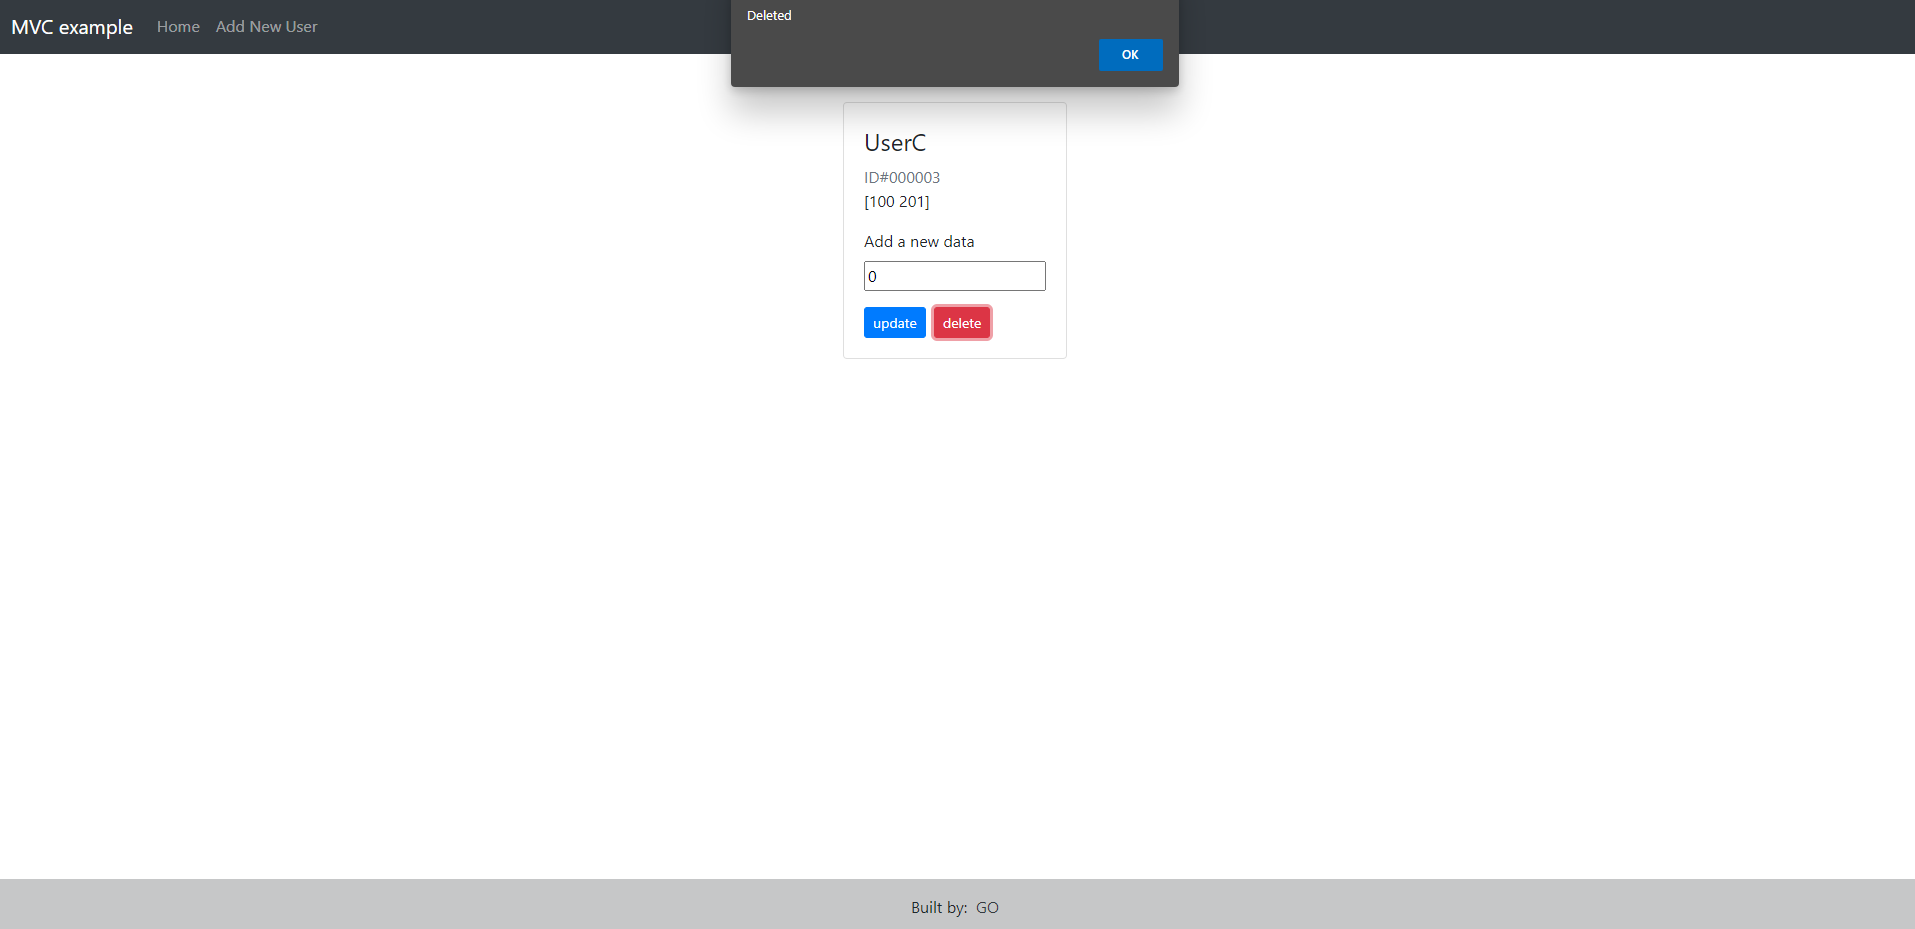 MVC example Home Add New User
Deleted
OK
UserC
ID#000003
[100 201]
Add a new data
0
update delete
Built by: GO